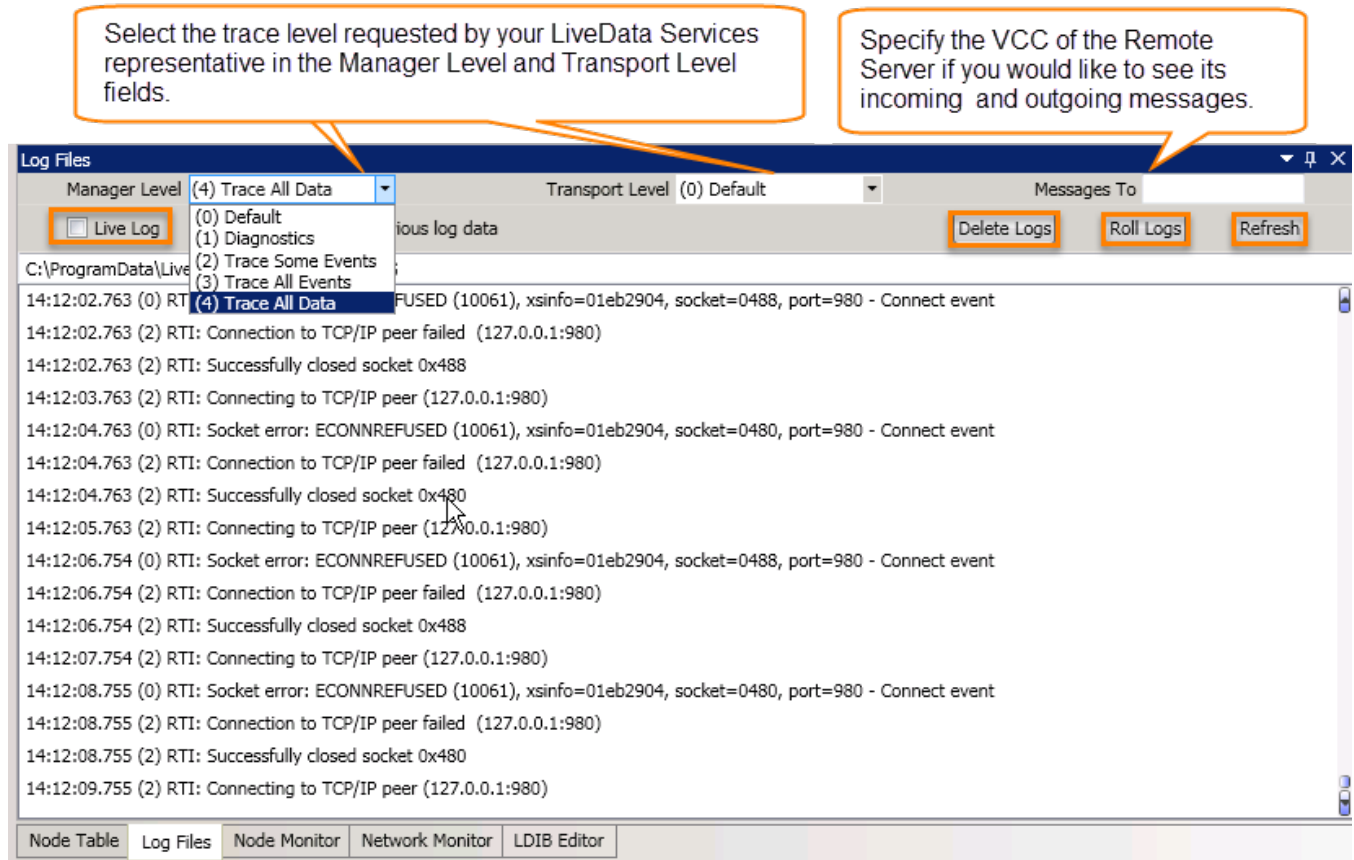 Select the trace level requested by your LiveData Services
representative in the Manager Level and Transport Level
fields.
Specify the VCC of the Remote
Server if you would like to see its
incoming and outgoing messages.
Log Files
Manager Level (4) Trace All Data Transport Level (0) Default Messages To
(0) Default
(1) Diagnostics
(2) Trace Some Events
(3) Trace All Events
(4) Trace All Data
Live Log ious log data Delete Logs Roll Logs Refresh
C:\ProgramData\Live
14:12:02.763 (0) RT FUSED (10061), xsinfo=01eb2904, socket=0488, port=980 - Connect event
14:12:02.763 (2) RTI: Connection to TCP/IP peer failed (127.0.0.1:980)
14:12:02.763 (2) RTI: Successfully closed socket 0x488
14:12:03.763 (2) RTI: Connecting to TCP/IP peer (127.0.0.1:980)
14:12:04.763 (0) RTI: Socket error: ECONNREFUSED (10061), xsinfo=01eb2904, socket=0480, port=980 - Connect event
14:12:04.763 (2) RTI: Connection to TCP/IP peer failed (127.0.0.1:980)
14:12:04.763 (2) RTI: Successfully closed socket 0x480
14:12:05.763 (2) RTI: Connecting to TCP/IP peer (127.0.0.1:980)
14:12:06.754 (0) RTI: Socket error: ECONNREFUSED (10061), xsinfo=01eb2904, socket=0488, port=980 - Connect event
14:12:06.754 (2) RTI: Connection to TCP/IP peer failed (127.0.0.1:980)
14:12:06.754 (2) RTI: Successfully closed socket 0x488
14:12:07.754 (2) RTI: Connecting to TCP/IP peer (127.0.0.1:980)
14:12:08.755 (0) RTI: Socket error: ECONNREFUSED (10061), xsinfo=01eb2904, socket=0480, port=980 - Connect event
14:12:08.755 (2) RTI: Connection to TCP/IP peer failed (127.0.0.1:980)
14:12:08.755 (2) RTI: Successfully closed socket 0x480
14:12:09.755 (2) RTI: Connecting to TCP/IP peer (127.0.0.1:980)
Node Table Log Files Node Monitor Network Monitor LDIB Editor